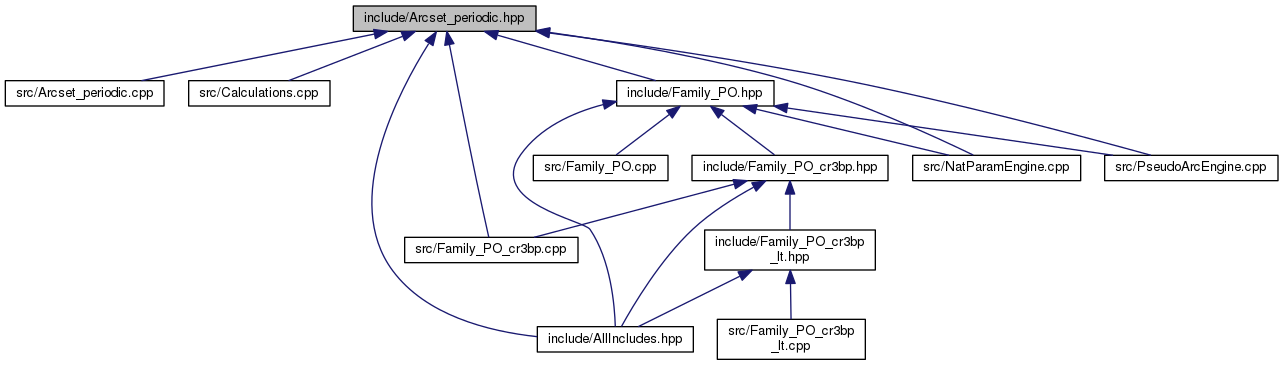 include/Arcset_periodic.hpp
src/Arcset_periodic.cpp
src/Calculations.cpp
include/Family_PO.hpp
src/Family_PO.cpp
include/Family_PO_cr3bp.hpp
src/NatParamEngine.cpp
src/PseudoArcEngine.cpp
src/Family_PO_cr3bp.cpp
include/Family_PO_cr3bp
_lt.hpp
include/AllIncludes.hpp
src/Family_PO_cr3bp
_lt.cpp